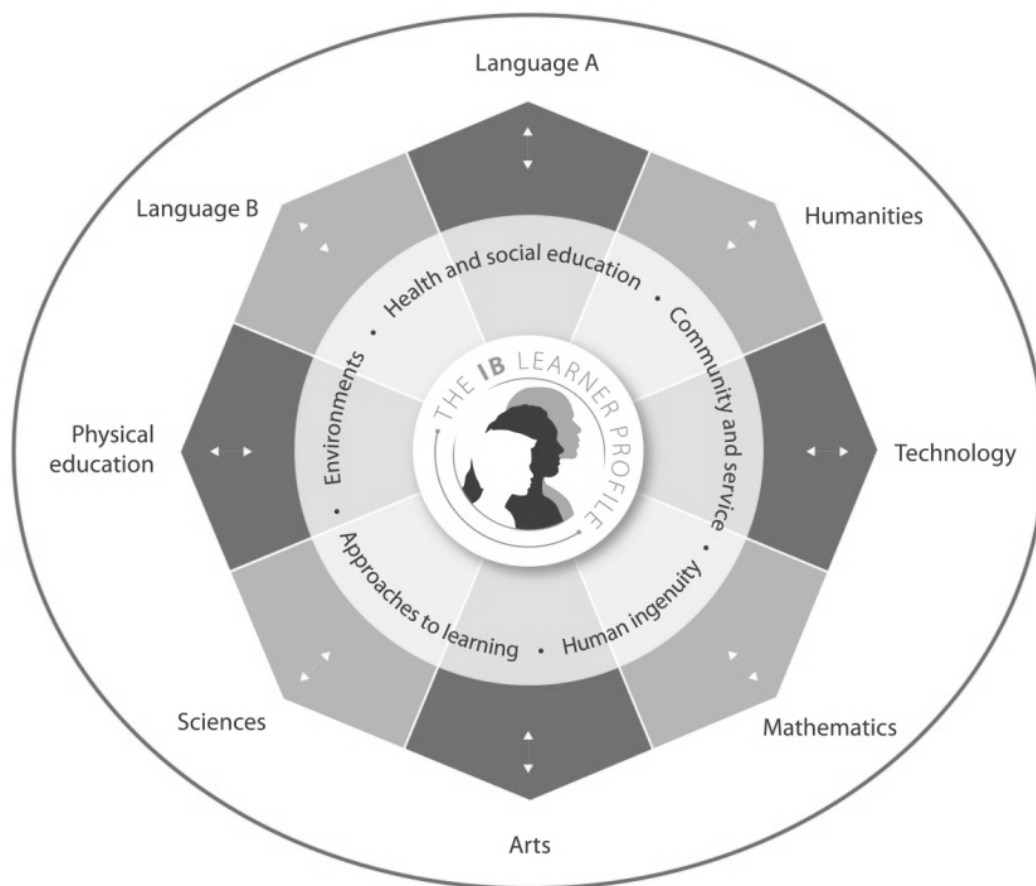 Language A
Language B
Humanities
Health and social education
•
Community and service
•
Environments
•
THE IB LEARNER PROFILE
Physical
education
Technology
•
Approaches to learning
•
Human ingenuity
Sciences
Mathematics
Arts